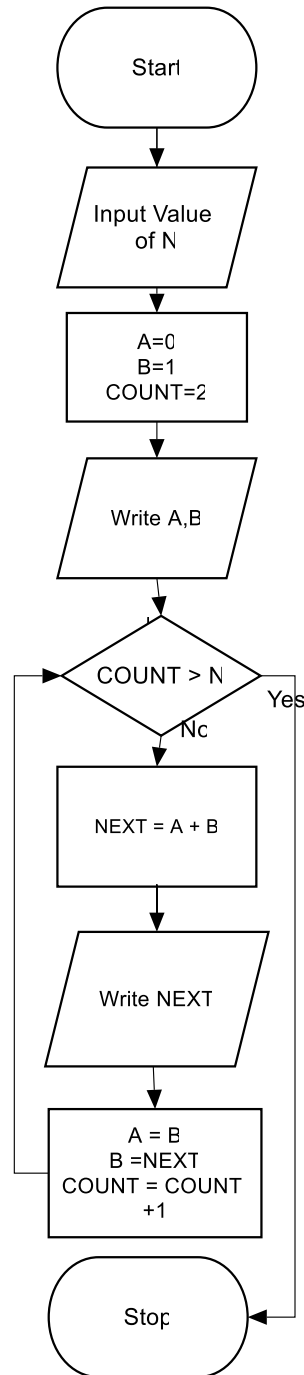 Start
Input Value
of N
A=0
B=1
COUNT=2
Write A,B
COUNT > N
Yes
No
NEXT = A + B
Write NEXT
A = B
B =NEXT
COUNT = COUNT
+1
Stop